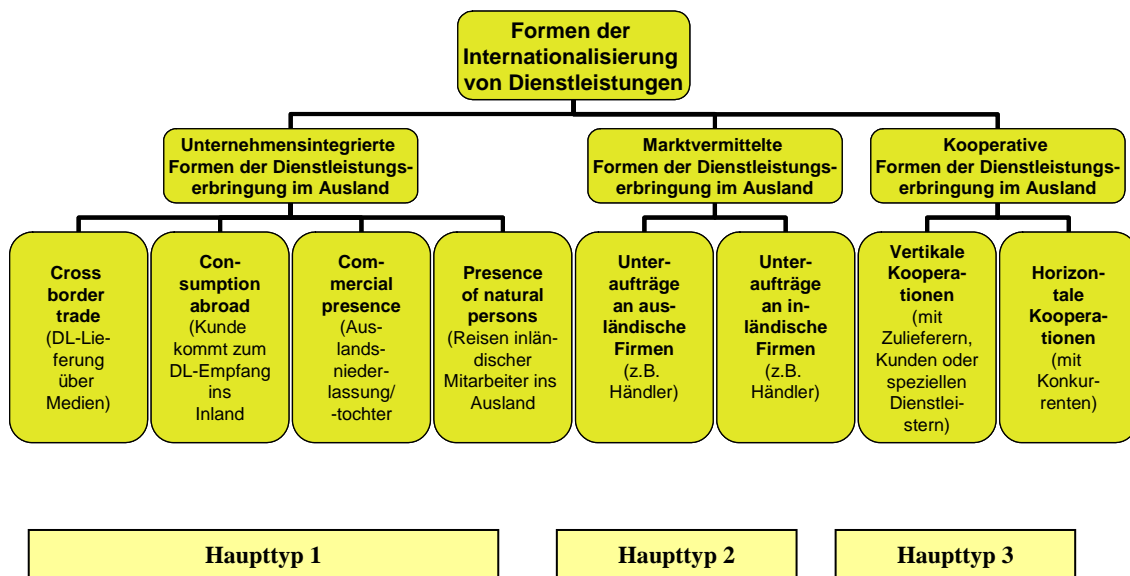 Formen der
Internationalisierung
von Dienstleistungen
Unternehmensintegrierte
Formen der Dienstleistungs-
erbringung im Ausland
Marktvermittelte
Formen der Dienstleistungs-
erbringung im Ausland
Kooperative
Formen der Dienstleistungs-
erbringung im Ausland
Cross
border
trade
(DL-Lie-
ferung
über
Medien)
Con-
sumption
abroad
(Kunde
kommt zum
DL-Empfang
ins
Inland
Com-
mercial
presence
(Aus-
lands-
nieder-
lassung/
-tochter
Presence
of natural
persons
(Reisen inlän-
discher
Mitarbeiter ins
Ausland
Unter-
aufträge
an aus-
ländische
Firmen
(z.B.
Händler)
Unter-
aufträge
an in-
ländische
Firmen
(z.B.
Händler)
Vertikale
Koopera-
tionen
(mit
Zulieferern,
Kunden oder
speziellen
Dienstlei-
stern)
Horizon-
tale
Koopera-
tionen
(mit
Konkur-
renten)
Haupttyp 1
Haupttyp 2
Haupttyp 3